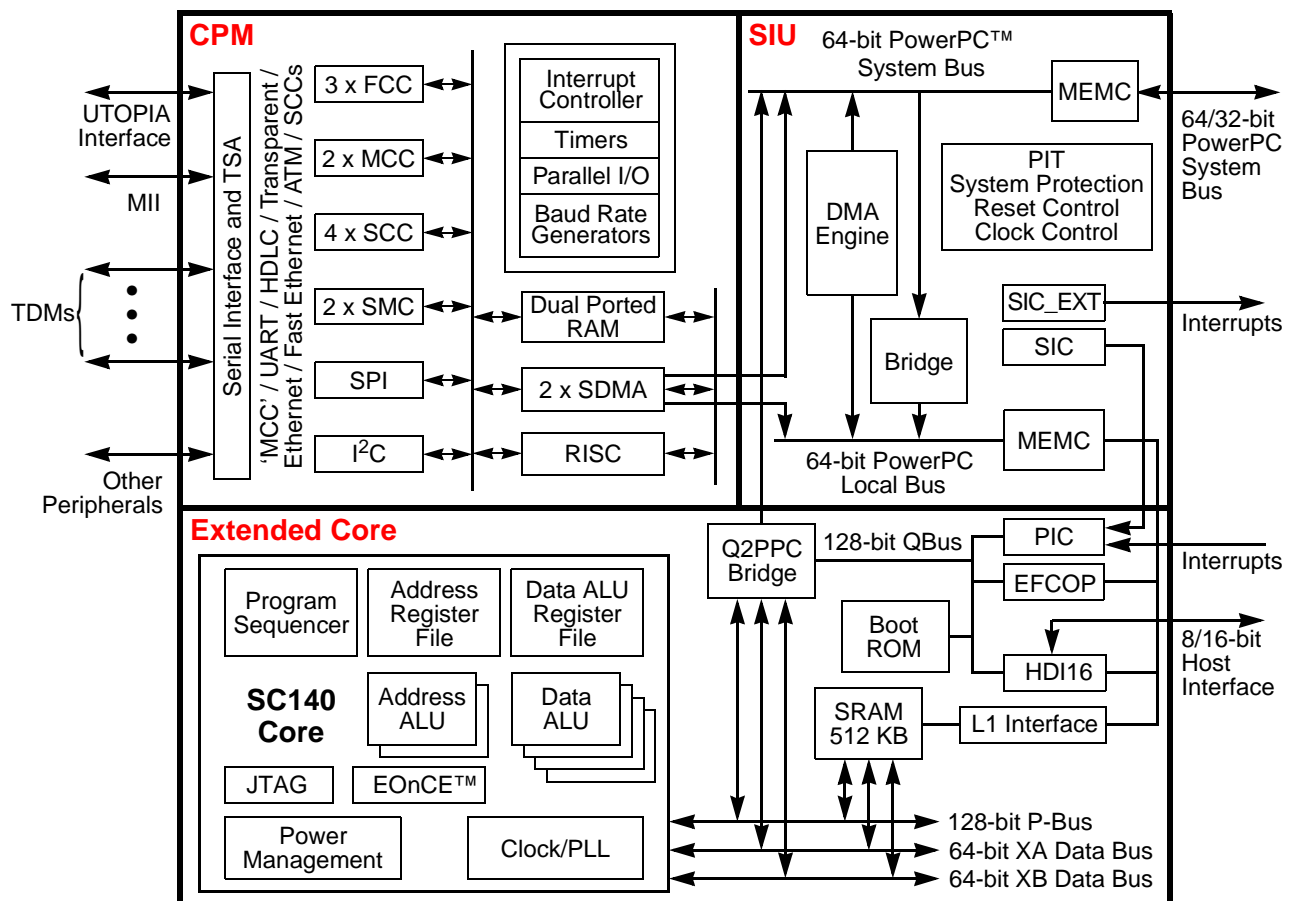 CPM
SIU
64-bit PowerPC™
System Bus
MEMC
64/32-bit
PowerPC
System
Bus
UTOPIA
Interface
MII
TDMs
Other
Peripherals
Serial Interface and TSA
'MCC' / UART / HDLC / Transparent /
Ethernet / Fast Ethernet / ATM / SCCs
3 x FCC
2 x MCC
4 x SCC
2 x SMC
SPI
I²C
Interrupt
Controller
Timers
Parallel I/O
Baud Rate
Generators
Dual Ported
RAM
2 x SDMA
RISC
DMA
Engine
Bridge
PIT
System Protection
Reset Control
Clock Control
SIC_EXT
Interrupts
SIC
MEMC
64-bit PowerPC
Local Bus
Extended Core
Program
Sequencer
Address
Register
File
Data ALU
Register
File
SC140
Core
Address
ALU
Data
ALU
JTAG
EOnCE™
Power
Management
Clock/PLL
Q2PPC
Bridge
128-bit QBus
PIC
Interrupts
EFCOP
Boot
ROM
HDI16
8/16-bit
Host
Interface
SRAM
512 KB
L1 Interface
128-bit P-Bus
64-bit XA Data Bus
64-bit XB Data Bus